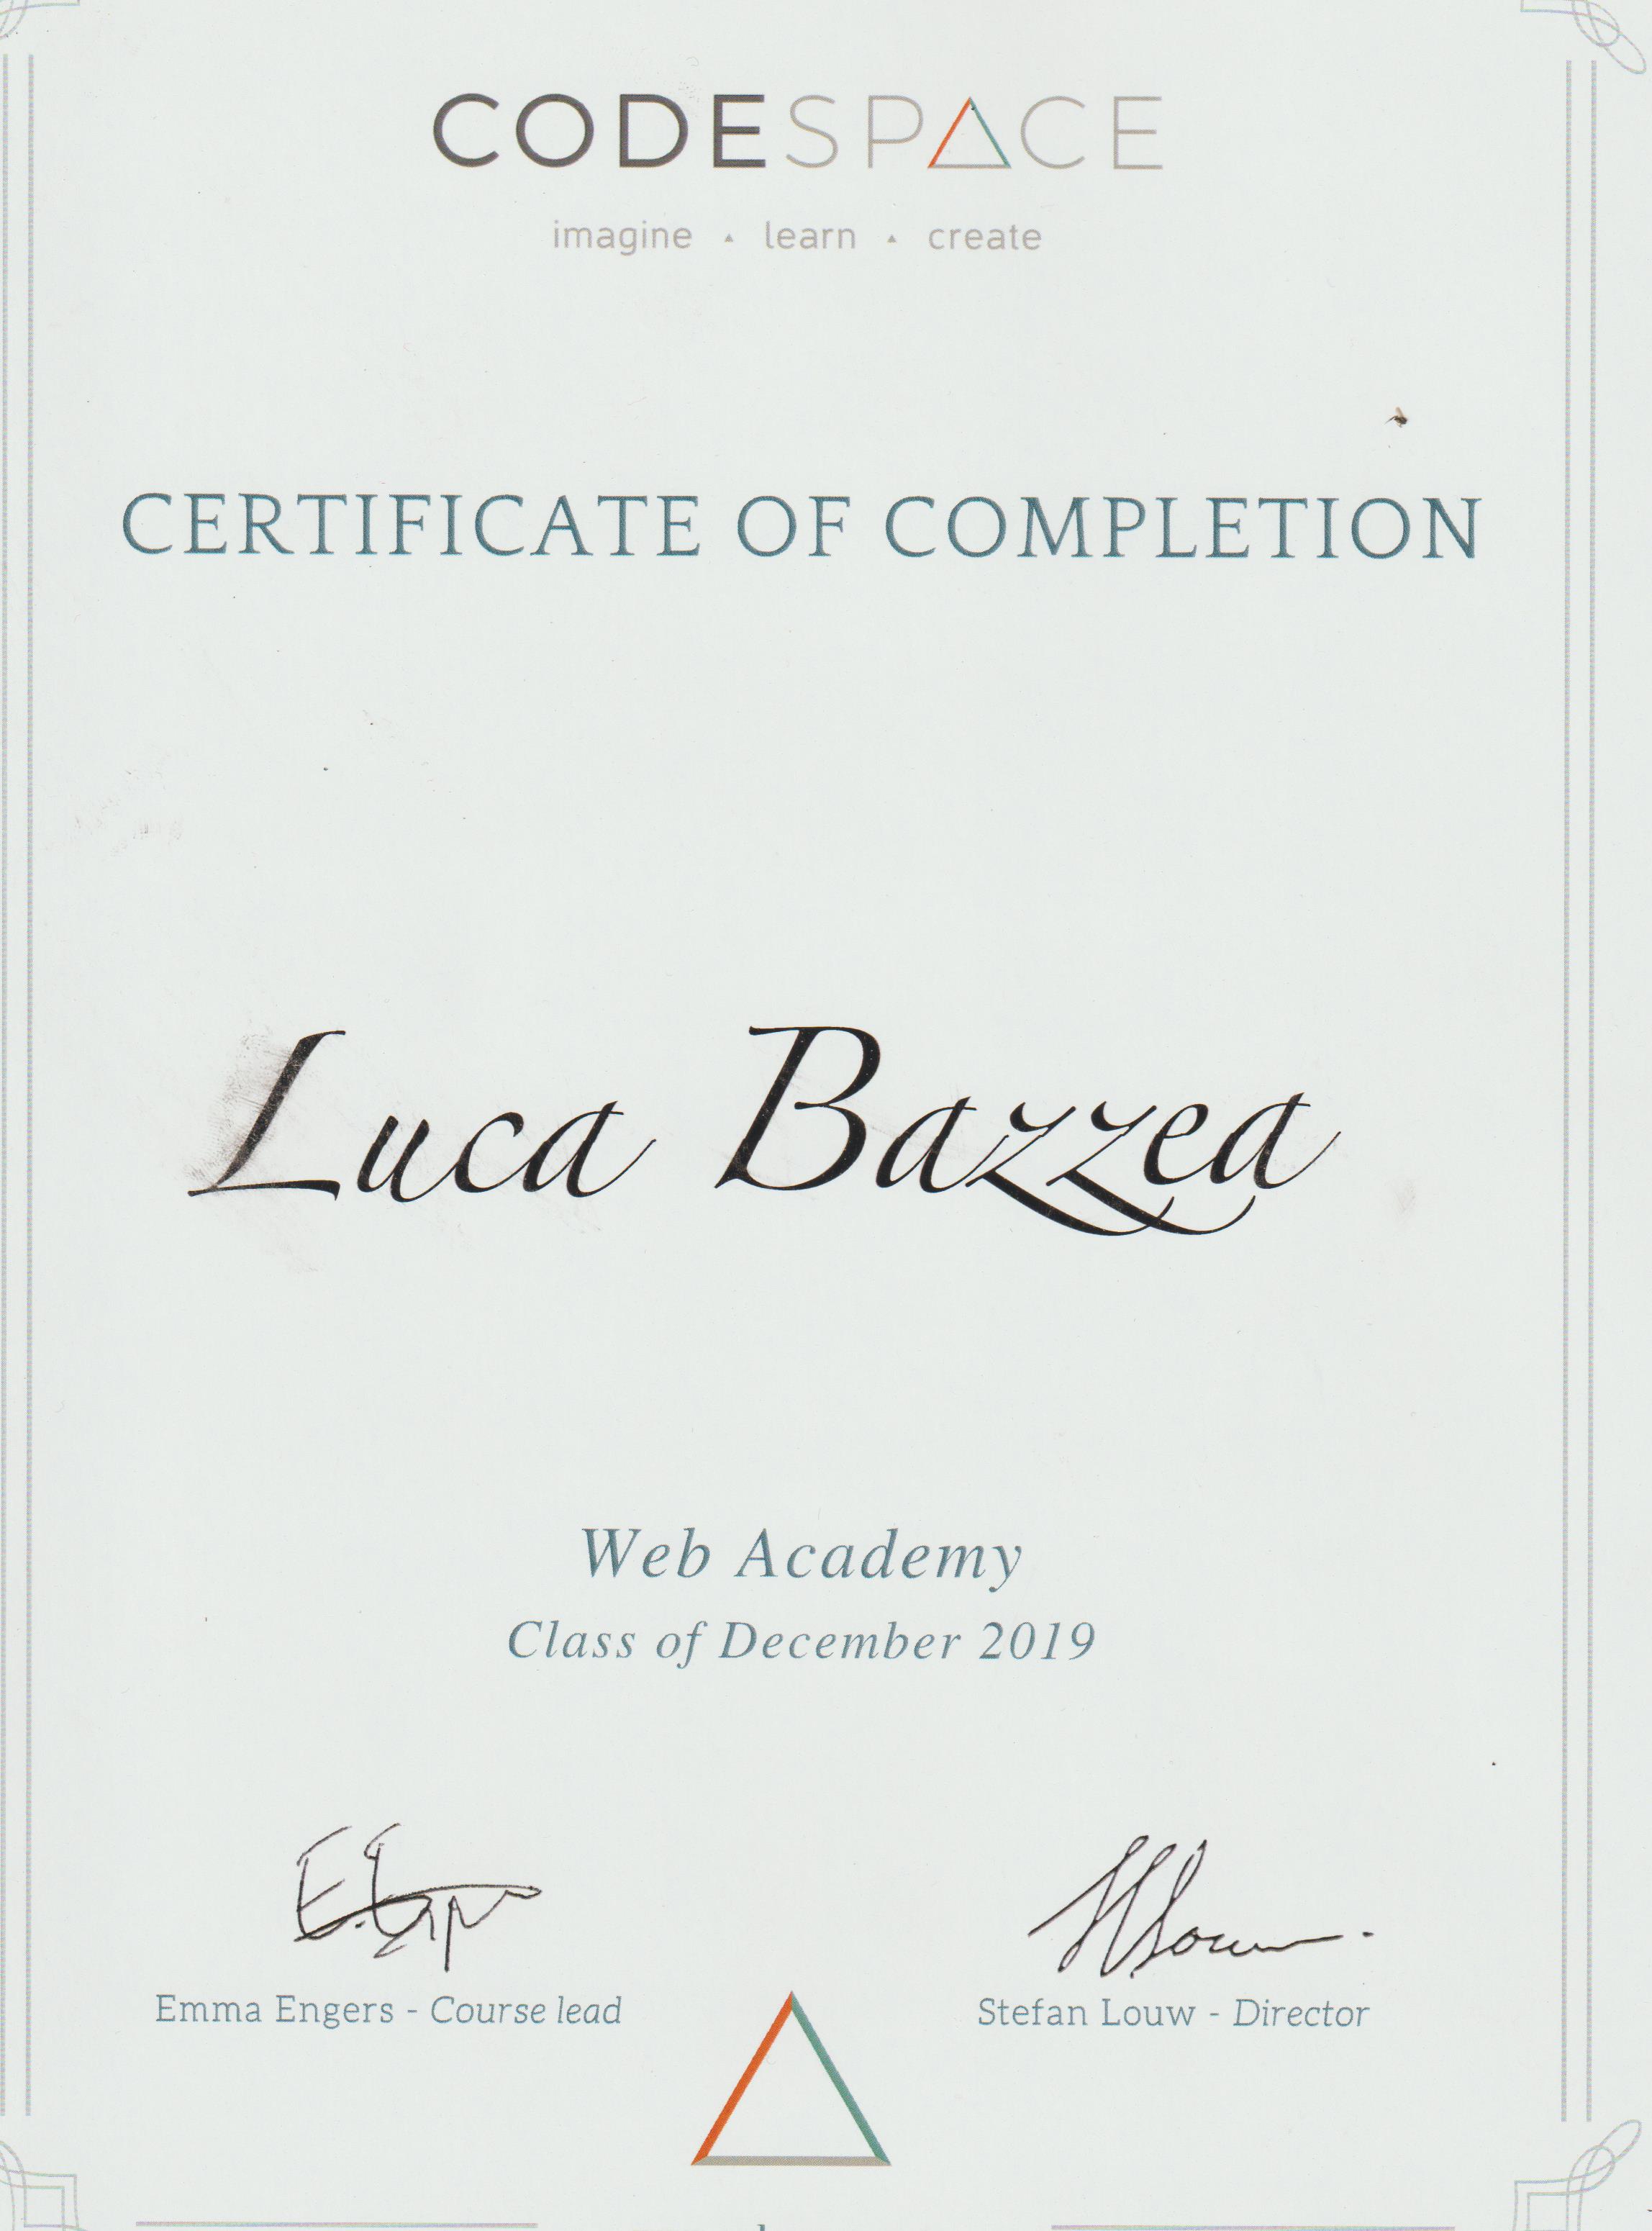 CODESPACE
imagine ▴ learn ▴ create
CERTIFICATE OF COMPLETION
Luca Bazzea
Web Academy
Class of December 2019
Emma Engers - Course lead
Stefan Louw - Director